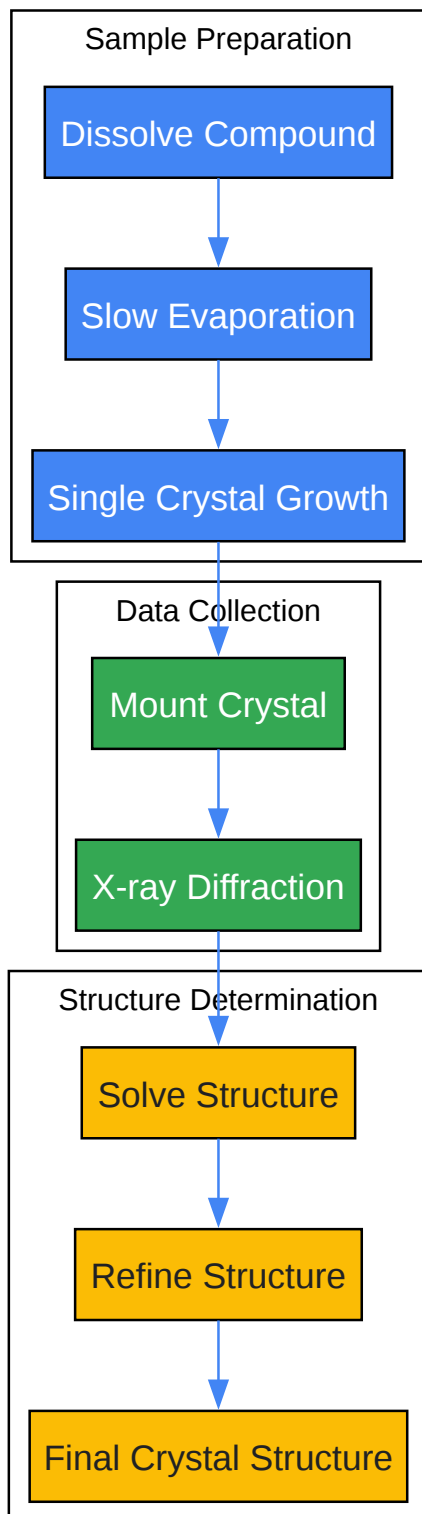 Sample Preparation
Dissolve Compound
Slow Evaporation
Single Crystal Growth
Data Collection
Mount Crystal
X-ray Diffraction
Structure Determination
Solve Structure
Refine Structure
Final Crystal Structure